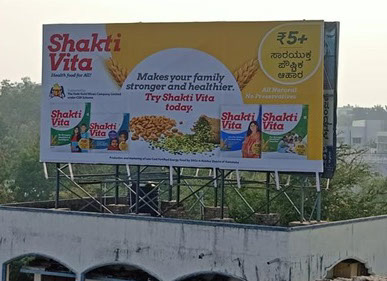 Shakti
Vita
Health food for All!
₹5+
ಸಾರಯುಕ್ತ
ಪೌಷ್ಟಿಕ
ಆಹಾರ
Makes your family
stronger and healthier.
Try Shakti Vita
today.
All Natural
No Preservatives
Shakti
Vita
Shakti
Vita
Shakti
Vita
Shakti
Vita